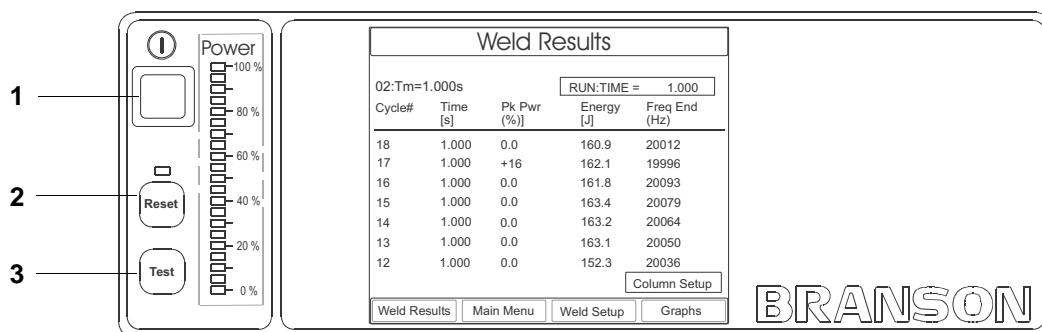 1
2
3
Power
100 %
80 %
60 %
40 %
20 %
0 %
Reset
Test
Weld Results
02:Tm=1.000s
RUN:TIME = 1.000
Cycle# Time [s] Pk Pwr (%)] Energy [J] Freq End (Hz)
18 1.000 0.0 160.9 20012
17 1.000 +16 162.1 19996
16 1.000 0.0 161.8 20093
15 1.000 0.0 163.4 20079
14 1.000 0.0 163.2 20064
13 1.000 0.0 163.1 20050
12 1.000 0.0 152.3 20036
Column Setup
Weld Results Main Menu Weld Setup Graphs
BRANSON